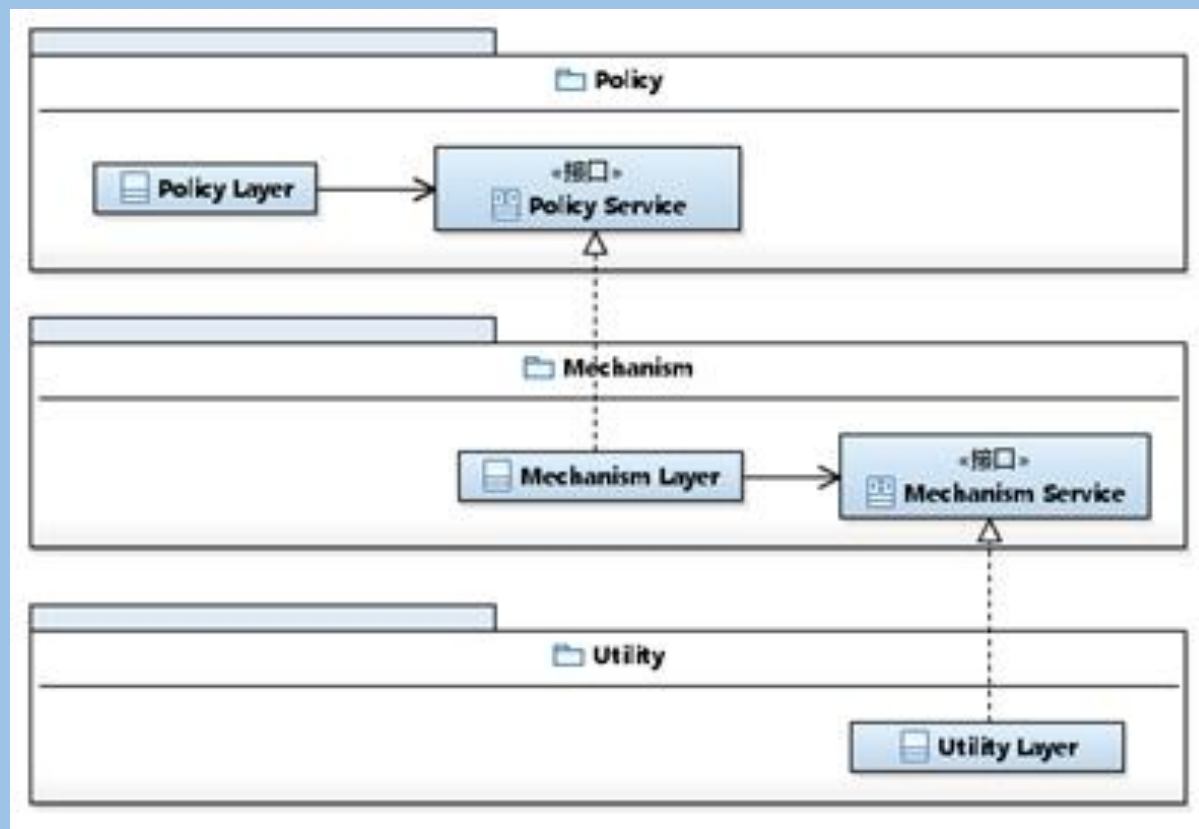 Policy
Policy Layer
«接口»
Policy Service
Mechanism
Mechanism Layer
«接口»
Mechanism Service
Utility
Utility Layer